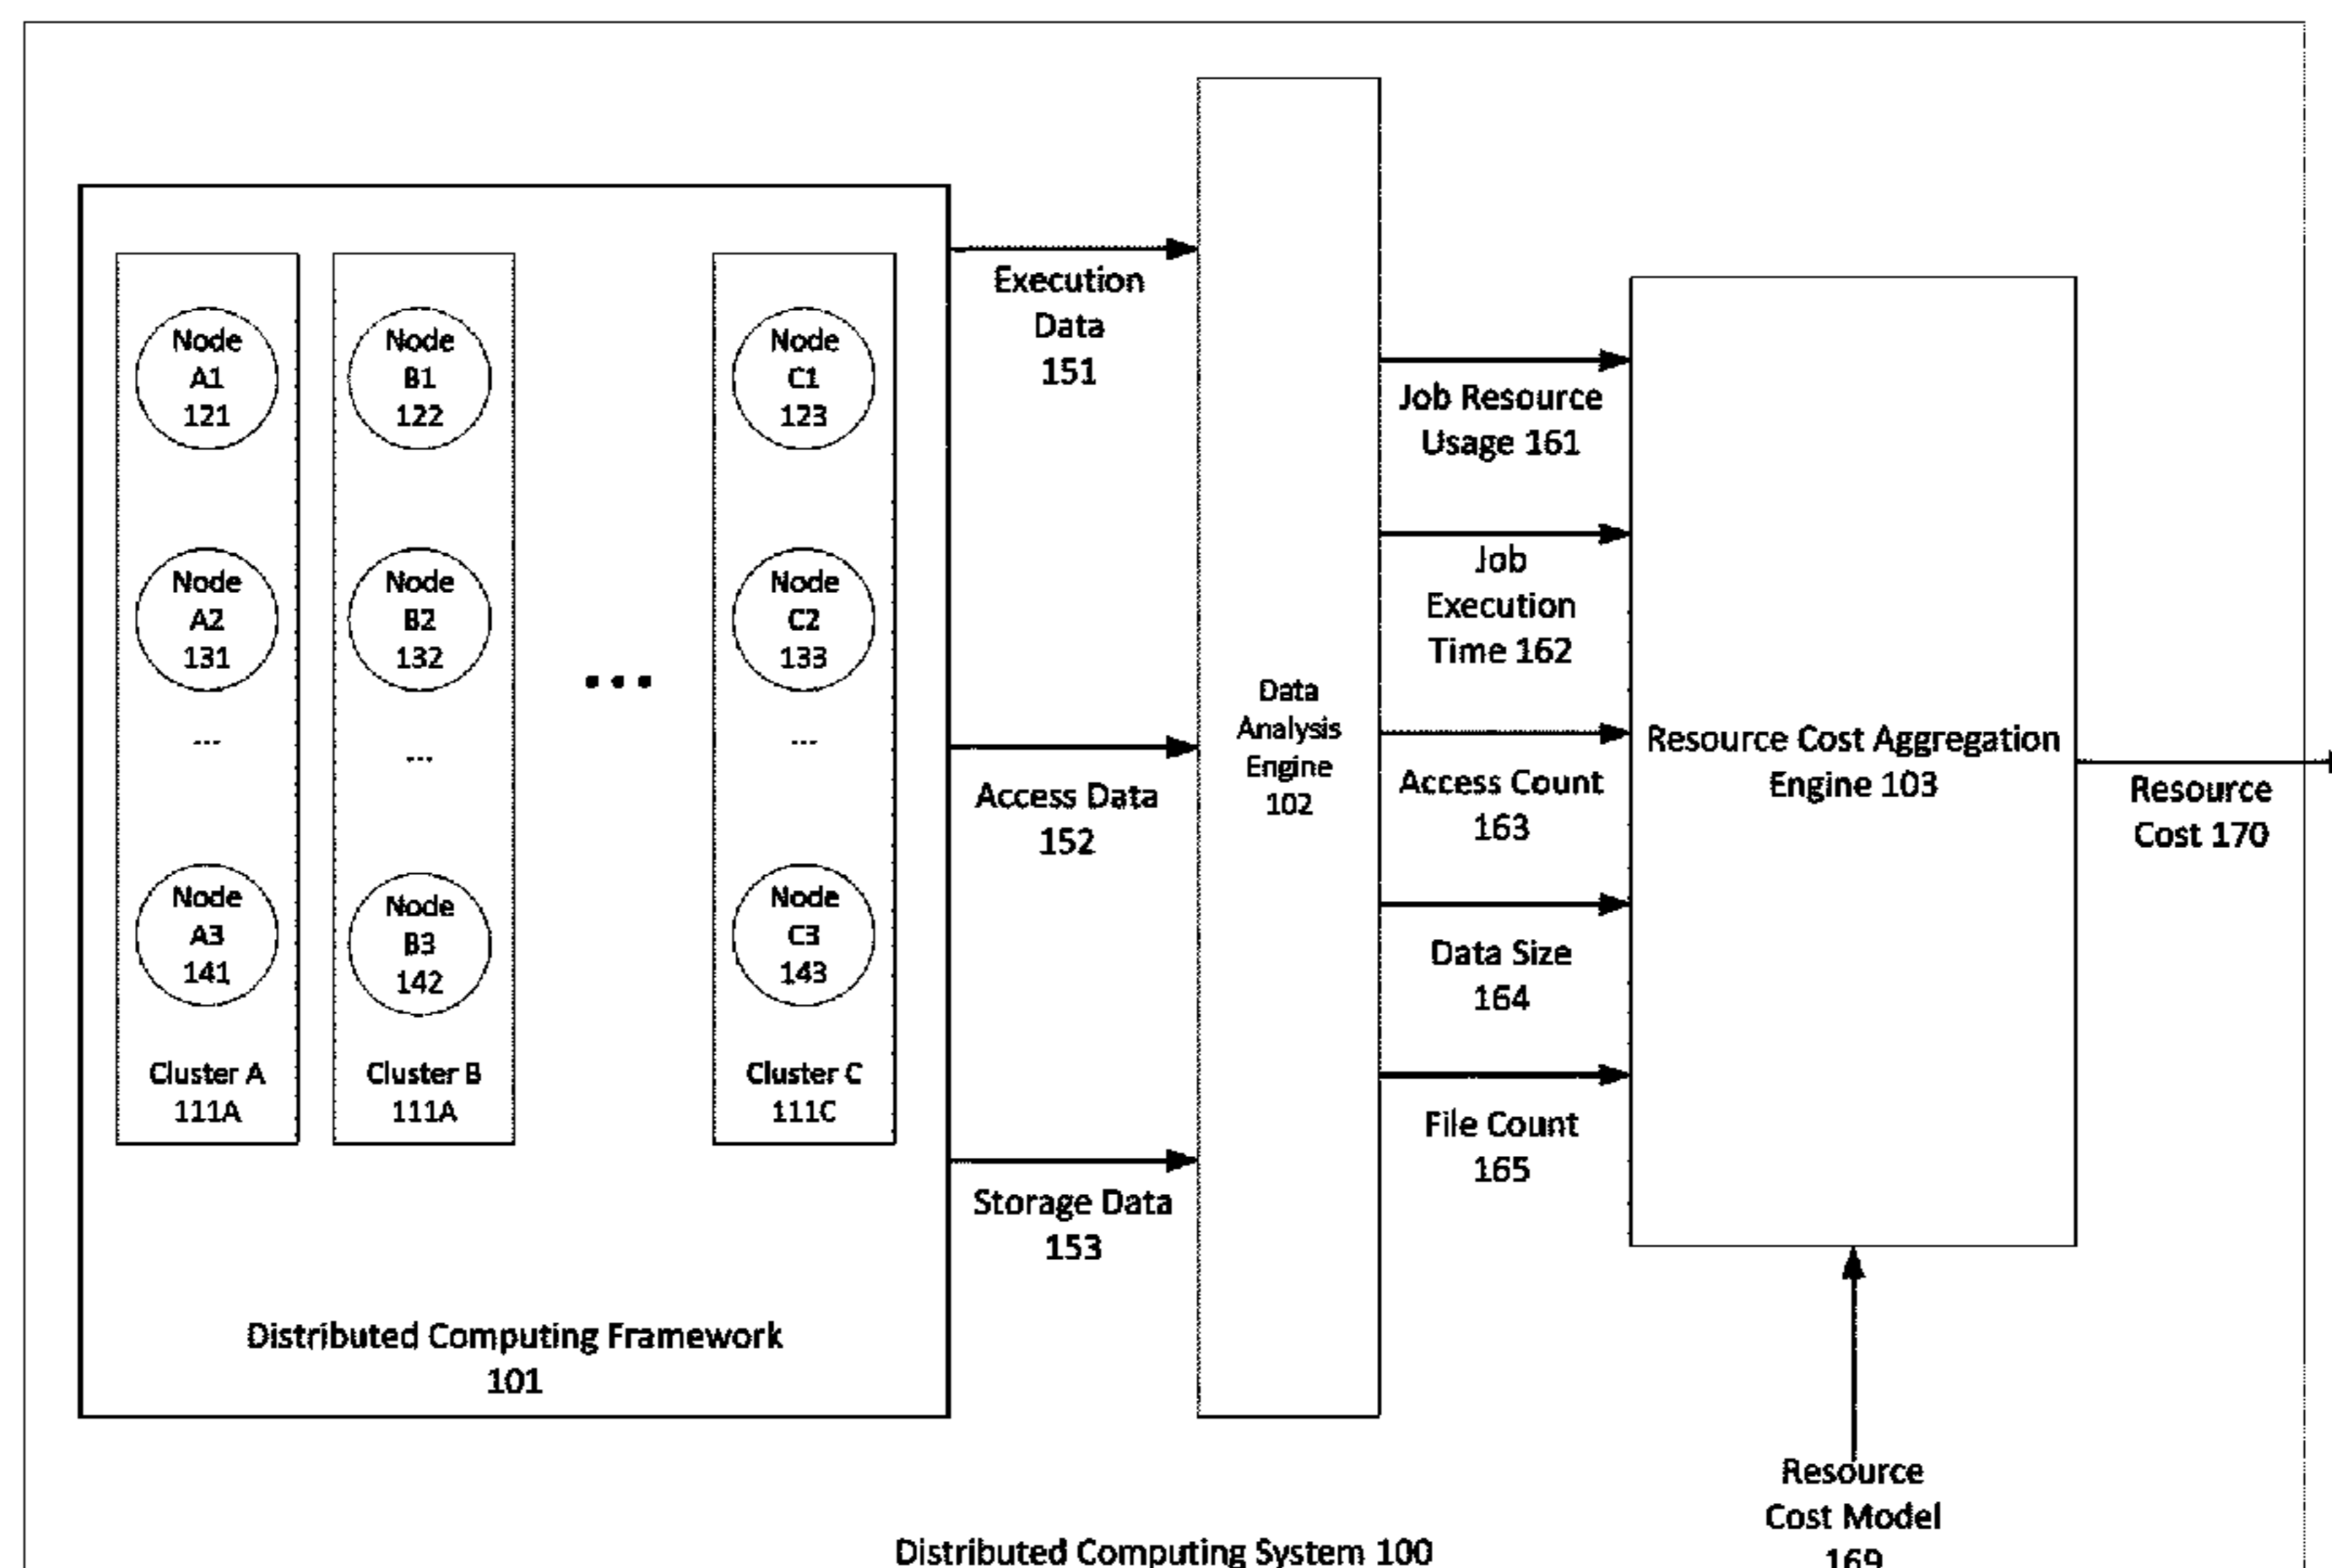 Node
A1
121
Node
A2
131
...
Node
A3
141
Cluster A
111A
Node
B1
122
Node
B2
132
...
Node
B3
142
Cluster B
111A
...
Node
C1
123
Node
C2
133
...
Node
C3
143
Cluster C
111C
Distributed Computing Framework
101
Execution
Data
151
Access Data
152
Storage Data
153
Data
Analysis
Engine
102
Job Resource
Usage 161
Job
Execution
Time 162
Access Count
163
Data Size
164
File Count
165
Resource Cost Aggregation
Engine 103
Resource
Cost 170
Resource
Cost Model
169
Distributed Computing System 100